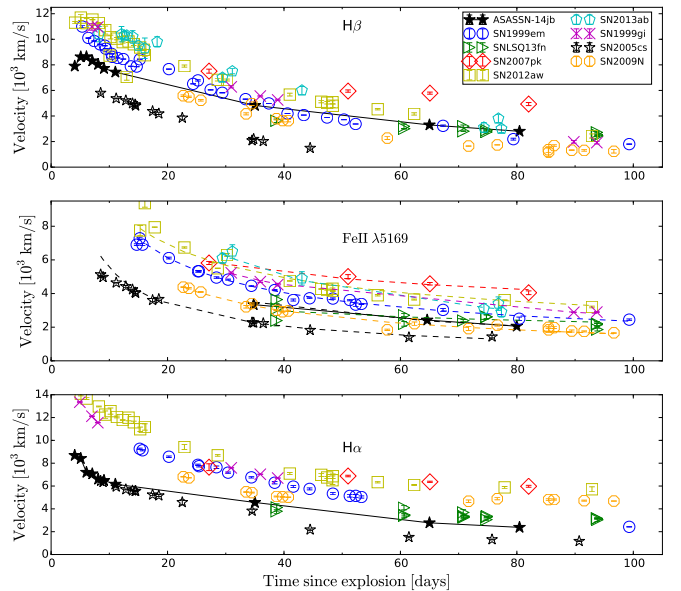 Hβ
ASASSN-14jb
SN1999em
SNLSQ13fn
SN2007pk
SN2012aw
SN2013ab
SN1999gi
SN2005cs
SN2009N
12
10
8
6
4
2
0
Velocity [10³ km/s]
0 20 40 60 80 100
FeII λ5169
8
6
4
2
0
Velocity [10³ km/s]
0 20 40 60 80 100
Hα
14
12
10
8
6
4
2
0
Velocity [10³ km/s]
0 20 40 60 80 100
Time since explosion [days]